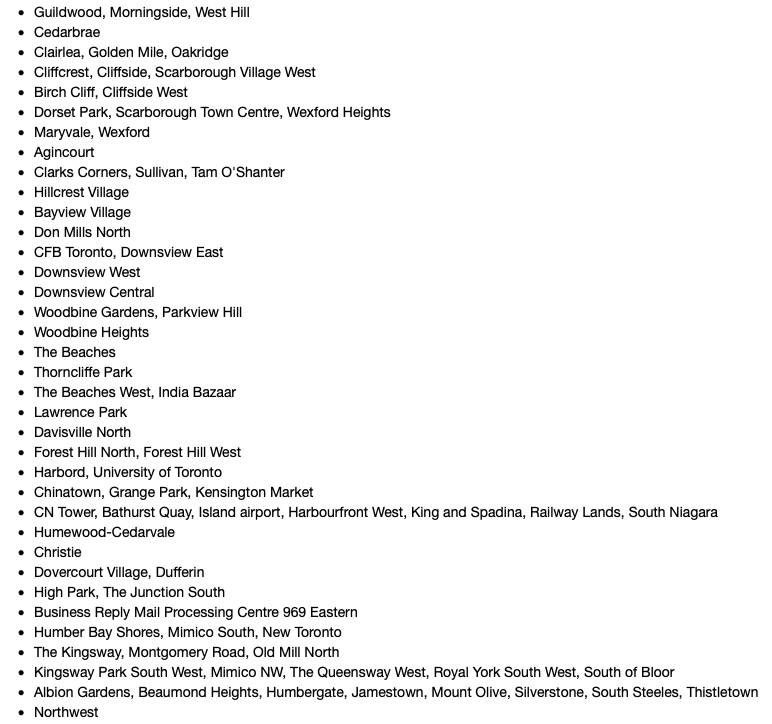 • Guildwood, Morningside, West Hill
• Cedarbrae
• Clairlea, Golden Mile, Oakridge
• Cliffcrest, Cliffside, Scarborough Village West
• Birch Cliff, Cliffside West
• Dorset Park, Scarborough Town Centre, Wexford Heights
• Maryvale, Wexford
• Agincourt
• Clarks Corners, Sullivan, Tam O'Shanter
• Hillcrest Village
• Bayview Village
• Don Mills North
• CFB Toronto, Downsview East
• Downsview West
• Downsview Central
• Woodbine Gardens, Parkview Hill
• Woodbine Heights
• The Beaches
• Thorncliffe Park
• The Beaches West, India Bazaar
• Lawrence Park
• Davisville North
• Forest Hill North, Forest Hill West
• Harbord, University of Toronto
• Chinatown, Grange Park, Kensington Market
• CN Tower, Bathurst Quay, Island airport, Harbourfront West, King and Spadina, Railway Lands, South Niagara
• Humewood-Cedarvale
• Christie
• Dovercourt Village, Dufferin
• High Park, The Junction South
• Business Reply Mail Processing Centre 969 Eastern
• Humber Bay Shores, Mimico South, New Toronto
• The Kingsway, Montgomery Road, Old Mill North
• Kingsway Park South West, Mimico NW, The Queensway West, Royal York South West, South of Bloor
• Albion Gardens, Beaumond Heights, Humbergate, Jamestown, Mount Olive, Silverstone, South Steeles, Thistletown
• Northwest